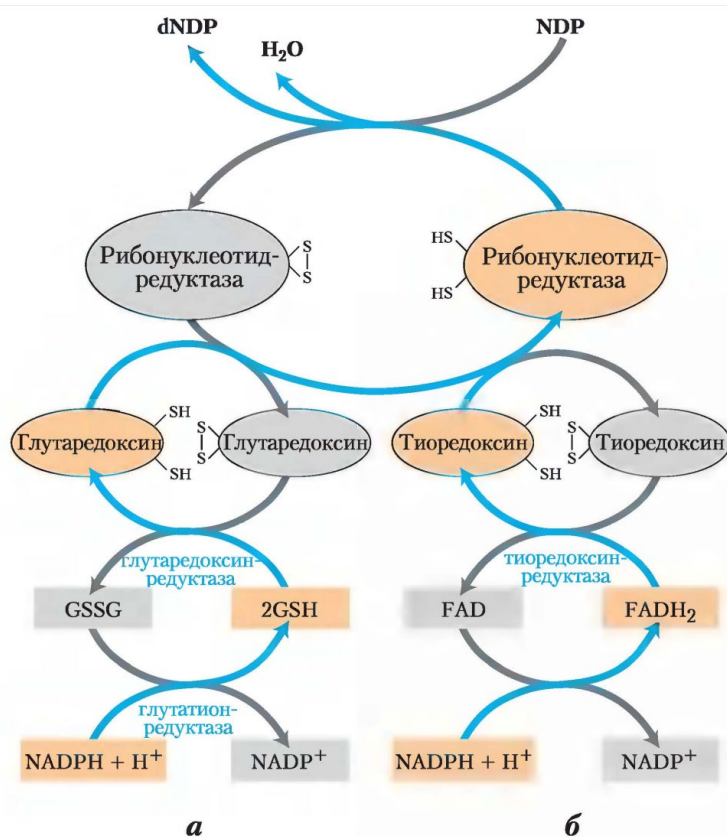 dNDP
H₂O
NDP
Рибонуклеотид-
редуктаза
S
S
HS
HS
Рибонуклеотид-
редуктаза
Глутаредоксин
SH
SH
S
S
Глутаредоксин
Тиоредоксин
SH
SH
S
S
Тиоредоксин
глутаредоксин-
редуктаза
тиоредоксин-
редуктаза
GSSG
2GSH
FAD
FADH₂
глутатион-
редуктаза
NADPH + H⁺
NADP⁺
NADPH + H⁺
NADP⁺
а
б